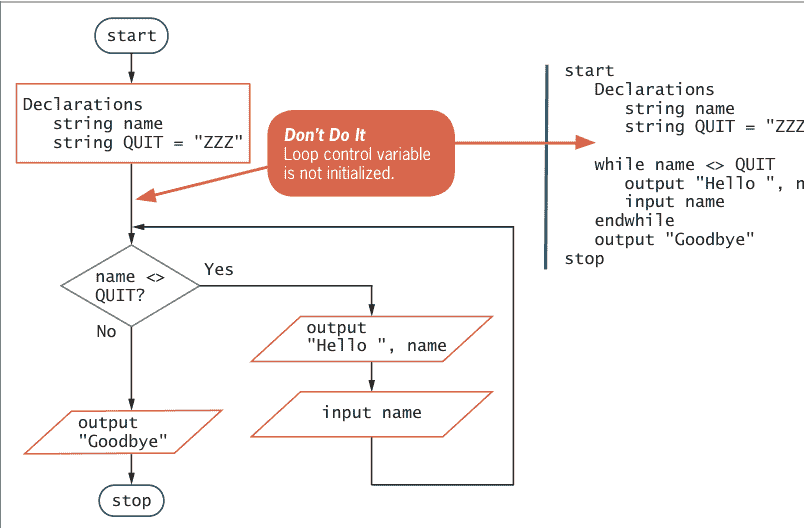 start
Declarations
string name
string QUIT = "ZZZ"
Don't Do It
Loop control variable
is not initialized.
name <>
QUIT?
Yes
No
output
"Hello ", name
input name
output
"Goodbye"
stop
start
Declarations
string name
string QUIT = "ZZZ
while name <> QUIT
output "Hello ",
input name
endwhile
output "Goodbye"
stop